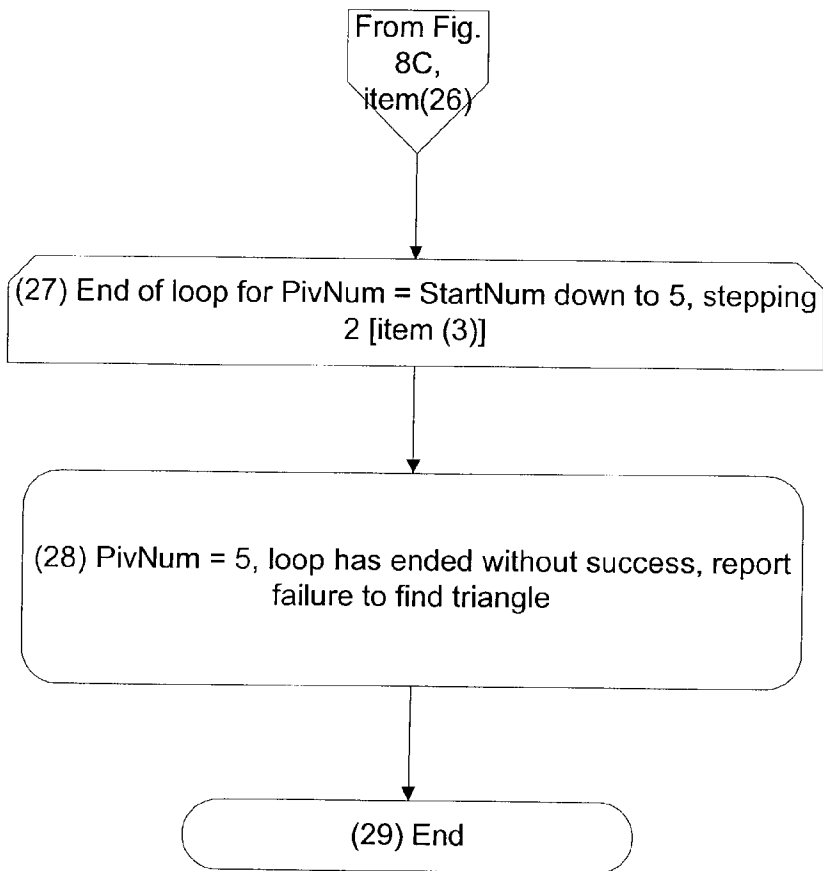 From Fig.
8C,
item(26)
(27) End of loop for PivNum = StartNum down to 5, stepping
2 [item (3)]
(28) PivNum = 5, loop has ended without success, report
failure to find triangle
(29) End